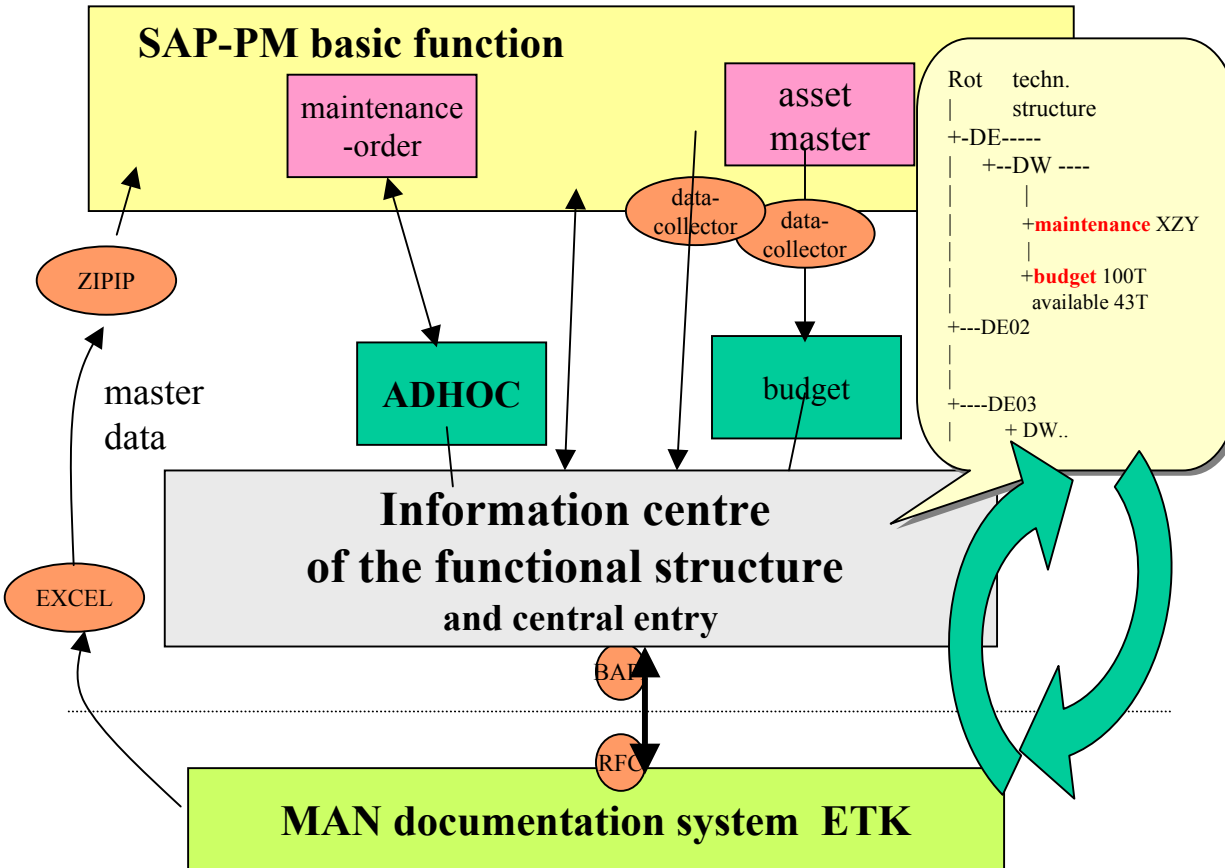 SAP-PM basic function
maintenance
-order
asset
master
data-
collector
data-
collector
Rot techn.
structure
|
+-DE-----
| +--DW ----
| |
| +maintenance XZY
| |
| +budget 100T
| available 43T
+---DE02
|
|
+----DE03
| + DW..
ZIPIP
master
data
EXCEL
ADHOC
budget
Information centre
of the functional structure
and central entry
BAPI
RFC
MAN documentation system ETK